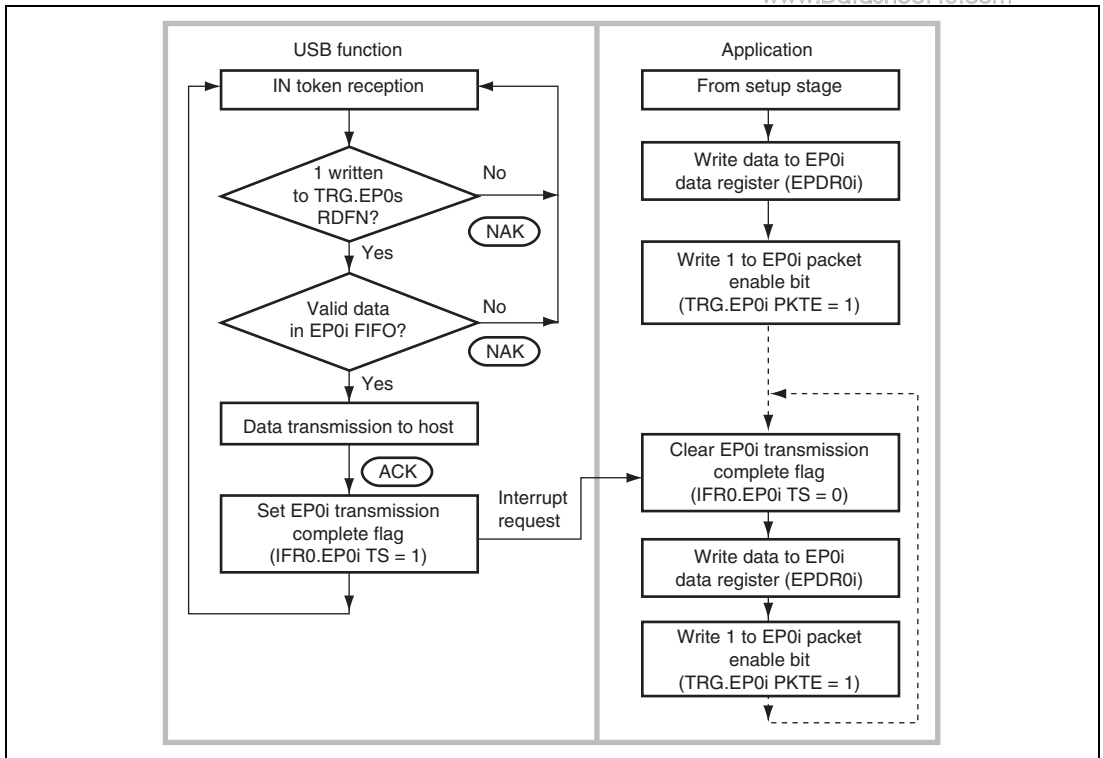 www.DataSheet4U.com
USB function
IN token reception
1 written
to TRG.EP0s
RDFN?
No
NAK
Yes
Valid data
in EP0i FIFO?
No
NAK
Yes
Data transmission to host
ACK
Set EP0i transmission
complete flag
(IFR0.EP0i TS = 1)
Interrupt
request
Application
From setup stage
Write data to EP0i
data register (EPDR0i)
Write 1 to EP0i packet
enable bit
(TRG.EP0i PKTE = 1)
Clear EP0i transmission
complete flag
(IFR0.EP0i TS = 0)
Write data to EP0i
data register (EPDR0i)
Write 1 to EP0i packet
enable bit
(TRG.EP0i PKTE = 1)